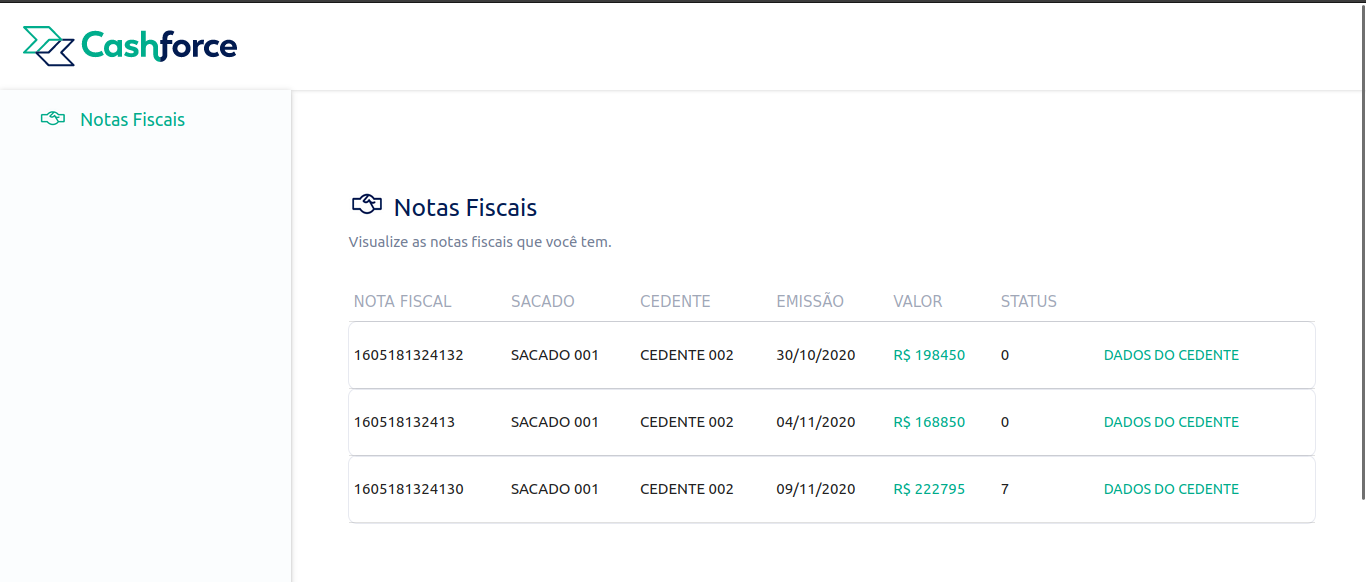 Cashforce
Notas Fiscais
Notas Fiscais
Visualize as notas fiscais que você tem.
NOTA FISCAL SACADO CEDENTE EMISSÃO VALOR STATUS
1605181324132 SACADO 001 CEDENTE 002 30/10/2020 R$ 198450 0 DADOS DO CEDENTE
160518132413 SACADO 001 CEDENTE 002 04/11/2020 R$ 168850 0 DADOS DO CEDENTE
1605181324130 SACADO 001 CEDENTE 002 09/11/2020 R$ 222795 7 DADOS DO CEDENTE